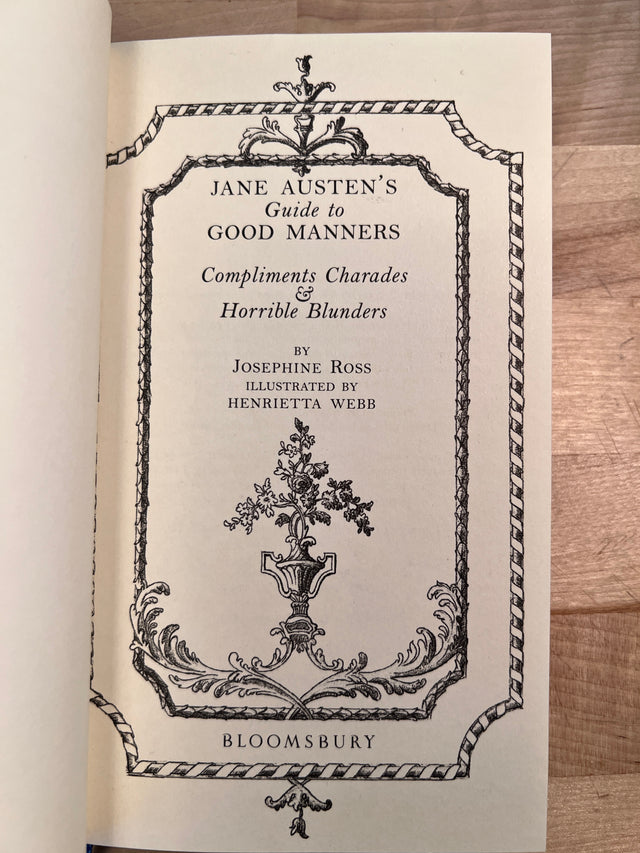 JANE AUSTEN'S
Guide to
GOOD MANNERS
Compliments Charades
&
Horrible Blunders
BY
JOSEPHINE ROSS
ILLUSTRATED BY
HENRIETTA WEBB
BLOOMSBURY